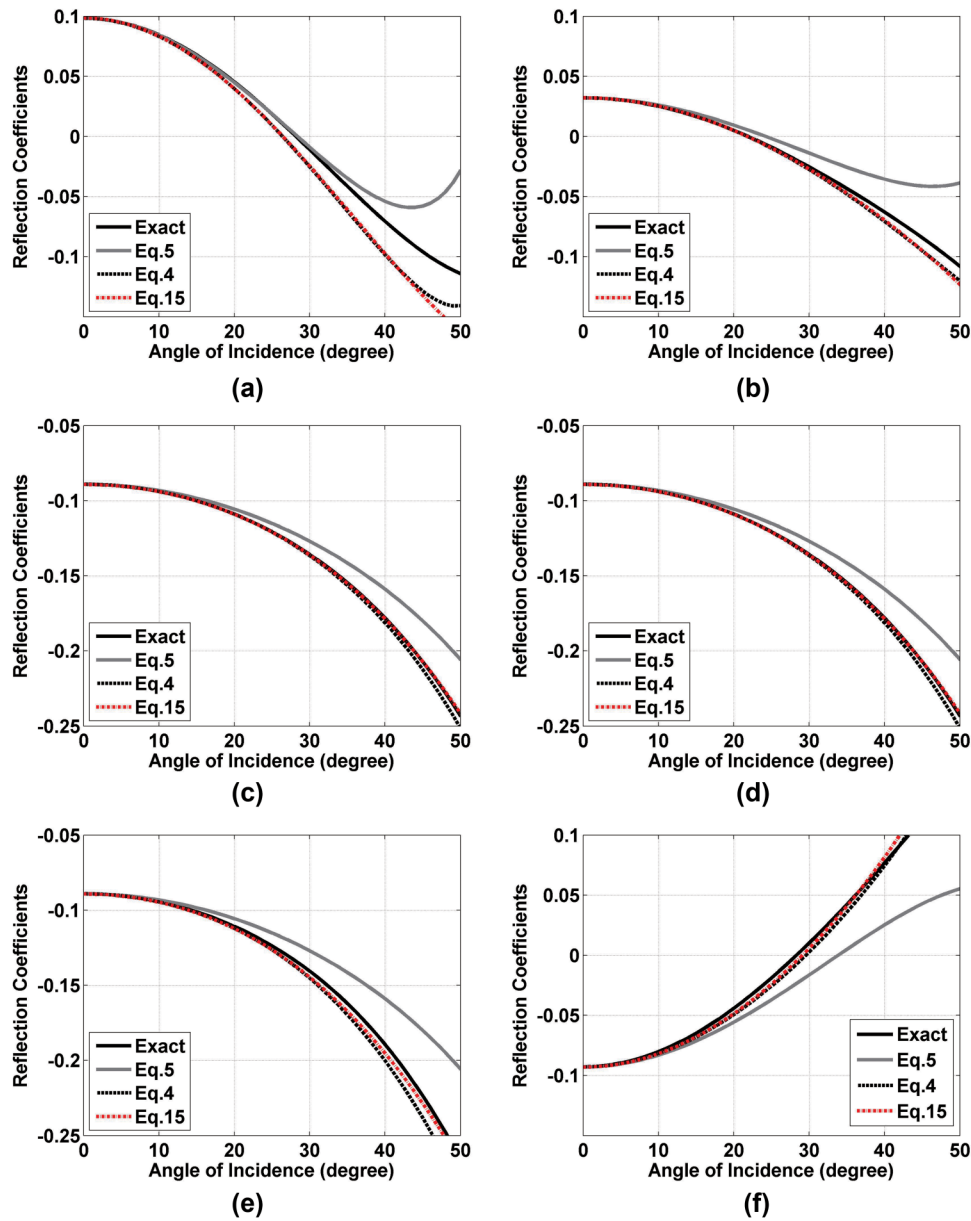 0.1
0.05
0
-0.05
-0.1
Reflection Coefficients
Exact
Eq.5
Eq.4
Eq.15
0 10 20 30 40 50
Angle of Incidence (degree)
(a)
0.1
0.05
0
-0.05
-0.1
Reflection Coefficients
Exact
Eq.5
Eq.4
Eq.15
0 10 20 30 40 50
Angle of Incidence (degree)
(b)
-0.05
-0.1
-0.15
-0.2
-0.25
Reflection Coefficients
Exact
Eq.5
Eq.4
Eq.15
0 10 20 30 40 50
Angle of Incidence (degree)
(c)
-0.05
-0.1
-0.15
-0.2
-0.25
Reflection Coefficients
Exact
Eq.5
Eq.4
Eq.15
0 10 20 30 40 50
Angle of Incidence (degree)
(d)
-0.05
-0.1
-0.15
-0.2
-0.25
Reflection Coefficients
Exact
Eq.5
Eq.4
Eq.15
0 10 20 30 40 50
Angle of Incidence (degree)
(e)
0.1
0.05
0
-0.05
-0.1
Reflection Coefficients
Exact
Eq.5
Eq.4
Eq.15
0 10 20 30 40 50
Angle of Incidence (degree)
(f)